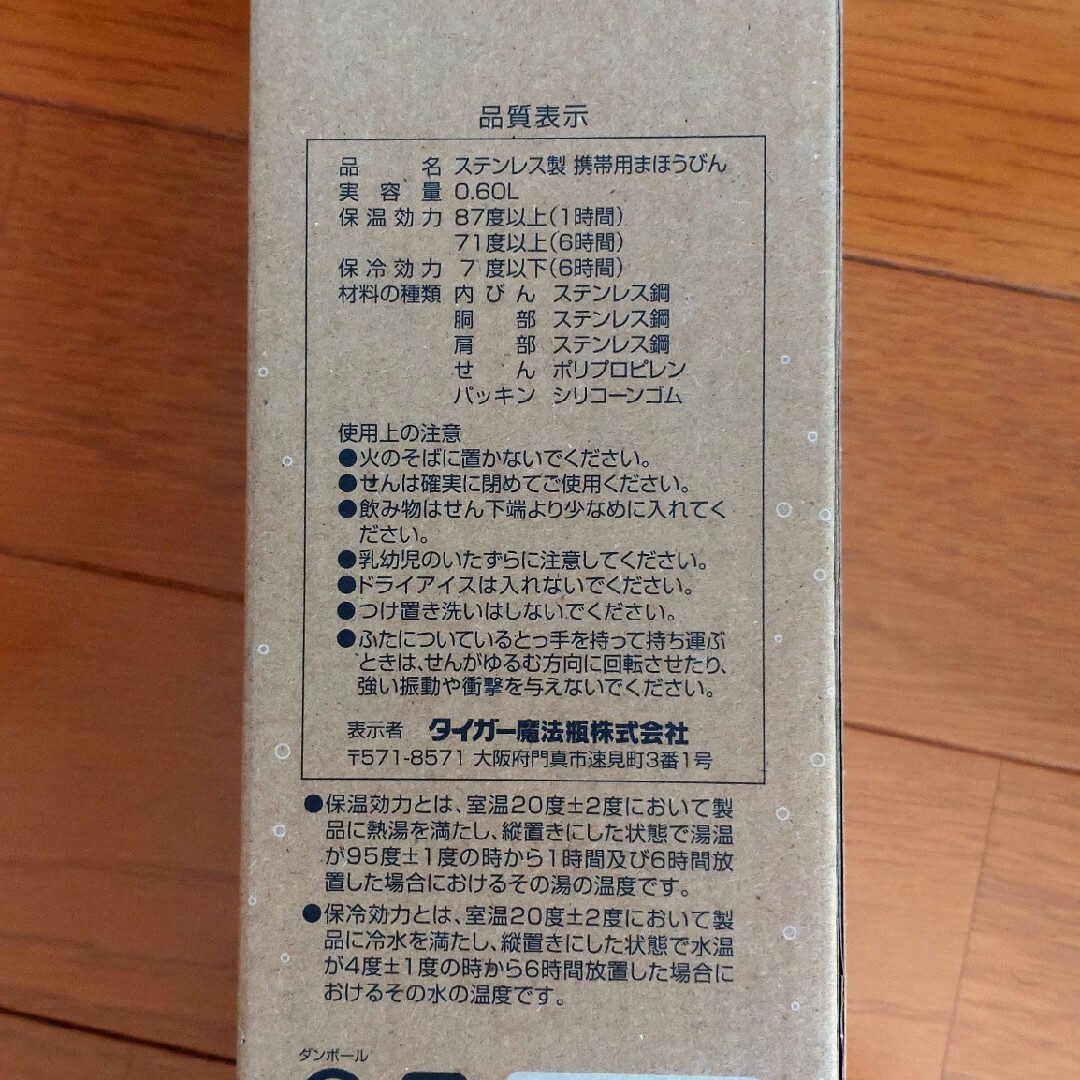 品質表示
品名 ステンレス製 携帯用まほうびん
実容量 0.60L
保温効力 87度以上(1時間)
71度以上(6時間)
保冷効力 7度以下(6時間)
材料の種類 内びん ステンレス鋼
胴部 ステンレス鋼
肩部 ステンレス鋼
せん ポリプロピレン
パッキン シリコーンゴム
使用上の注意
●火のそばに置かないでください。
●せんは確実に閉めてご使用ください。
●飲み物はせん下端より少なめに入れてく
ださい。
●乳幼児のいたずらに注意してください。
●ドライアイスは入れないでください。
●つけ置き洗いはしないでください。
●ふたについているとっ手を持って持ち運ぶ
ときは、せんがゆるむ方向に回転させたり、
強い振動や衝撃を与えないでください。
表示者 タイガー魔法瓶株式会社
〒571-8571 大阪府門真市速見町3番1号
●保温効力とは、室温20度±2度において製
品に熱湯を満たし、縦置きにした状態で湯温
が95度±1度の時から1時間及び6時間放
置した場合におけるその湯の温度です。
●保冷効力とは、室温20度±2度において製
品に冷水を満たし、縦置きにした状態で水温
が4度±1度の時から6時間放置した場合に
おけるその水の温度です。
ダンボール